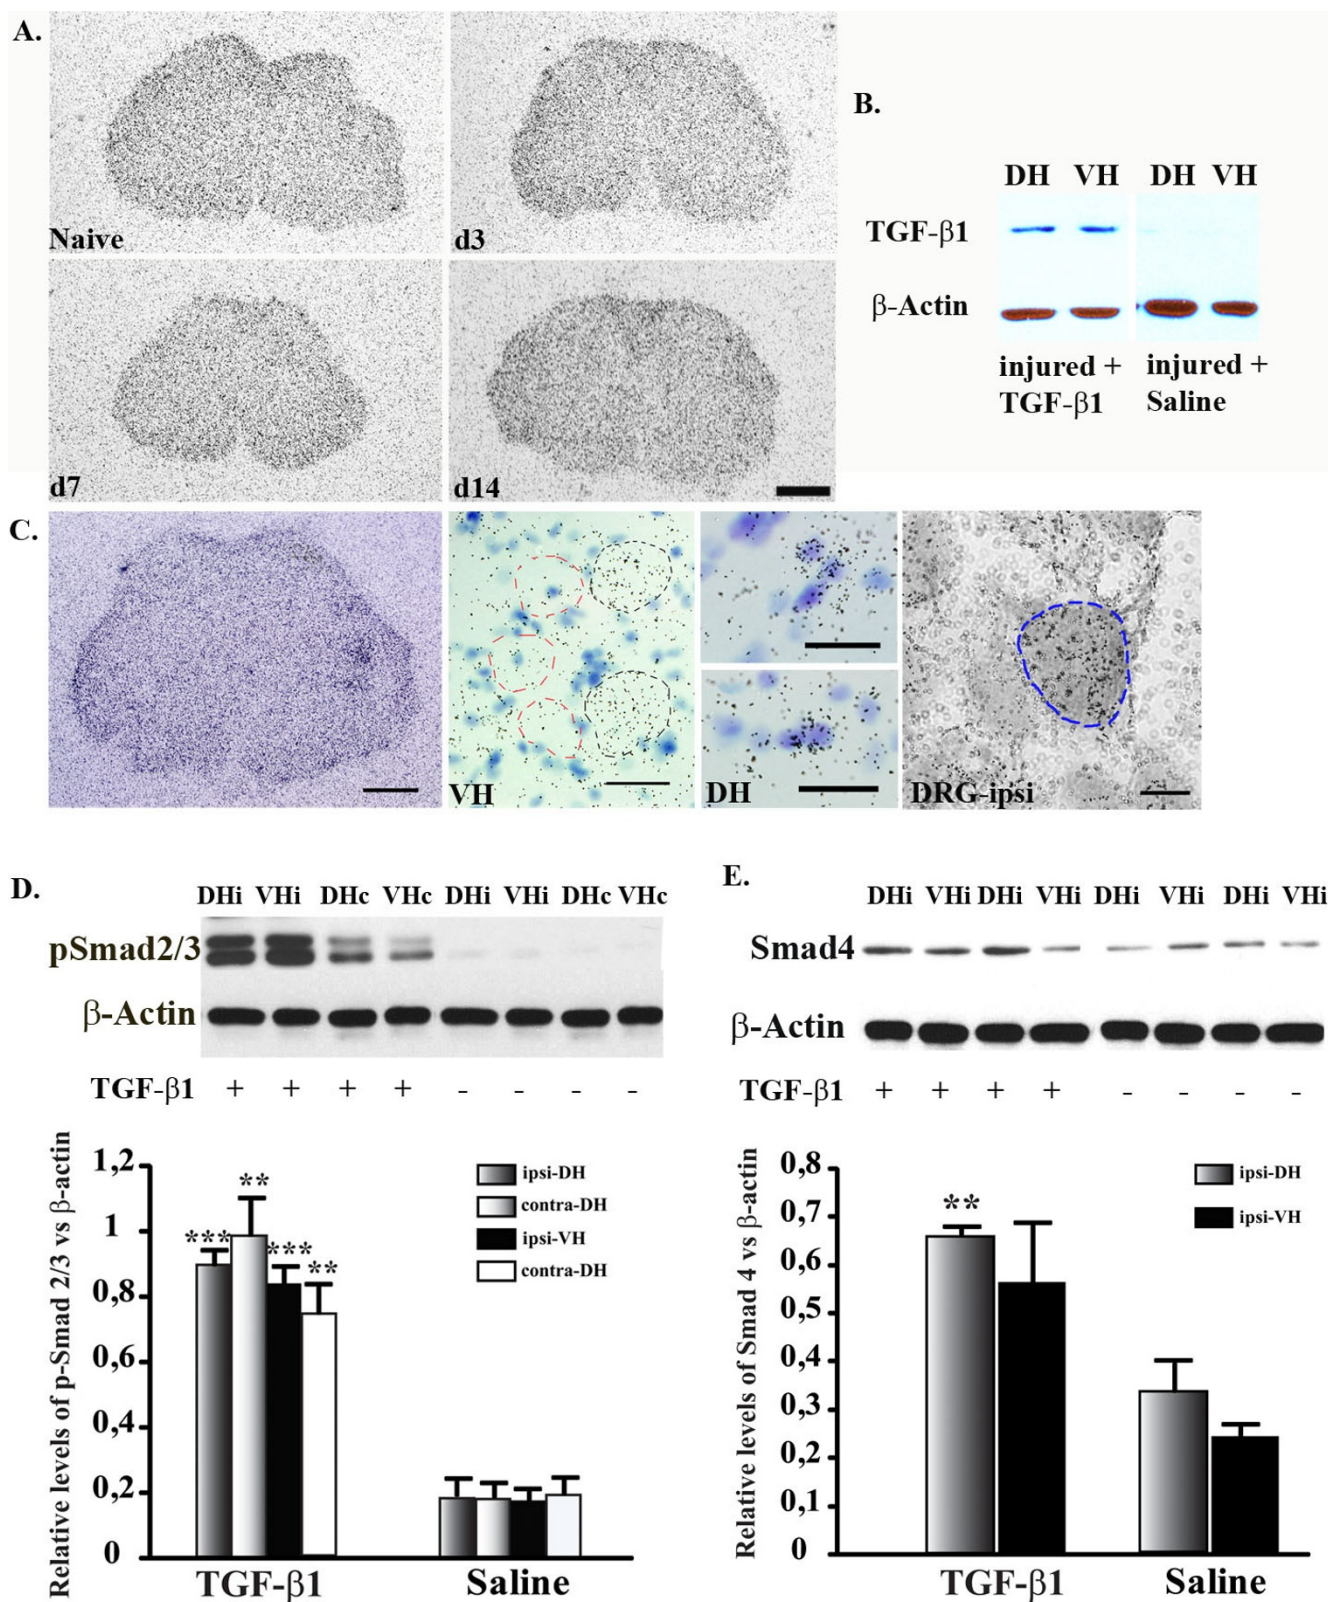 A.
Naive
d3
d7
d14
B.
DH VH DH VH
TGF-β1
β-Actin
injured +
TGF-β1
injured +
Saline
C.
VH
DH
DRG-ipsi
D.
DHi VHi DHc VHc DHi VHi DHc VHc
pSmad2/3
β-Actin
TGF-β1 + + + + - - - -
Relative levels of p-Smad 2/3 vs β-actin
1,2
1
0,8
0,6
0,4
0,2
0
*** ** *** **
ipsi-DH
contra-DH
ipsi-VH
contra-DH
TGF-β1 Saline
E.
DHi VHi DHi VHi DHi VHi DHi VHi
Smad4
β-Actin
TGF-β1 + + + + - - - -
Relative levels of Smad 4 vs β-actin
0,8
0,7
0,6
0,5
0,4
0,3
0,2
0,1
0
**
ipsi-DH
ipsi-VH
TGF-β1 Saline